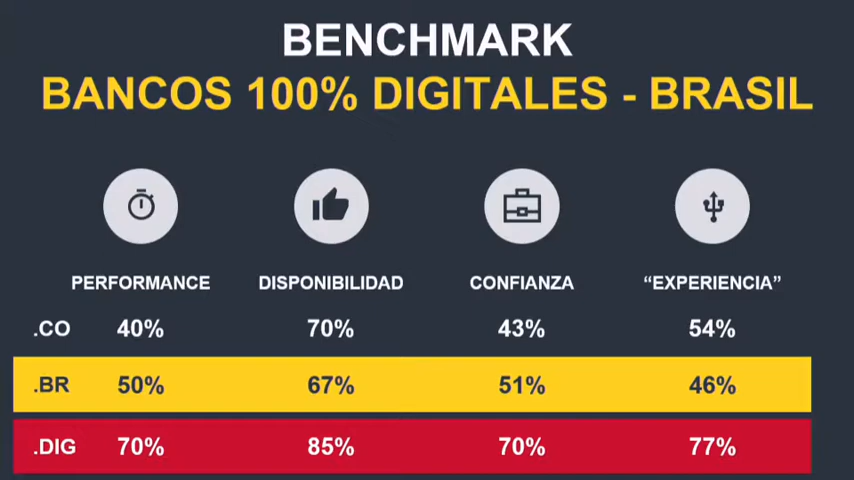 BENCHMARK
BANCOS 100% DIGITALES - BRASIL
PERFORMANCE DISPONIBILIDAD CONFIANZA “EXPERIENCIA”
.CO 40% 70% 43% 54%
.BR 50% 67% 51% 46%
.DIG 70% 85% 70% 77%